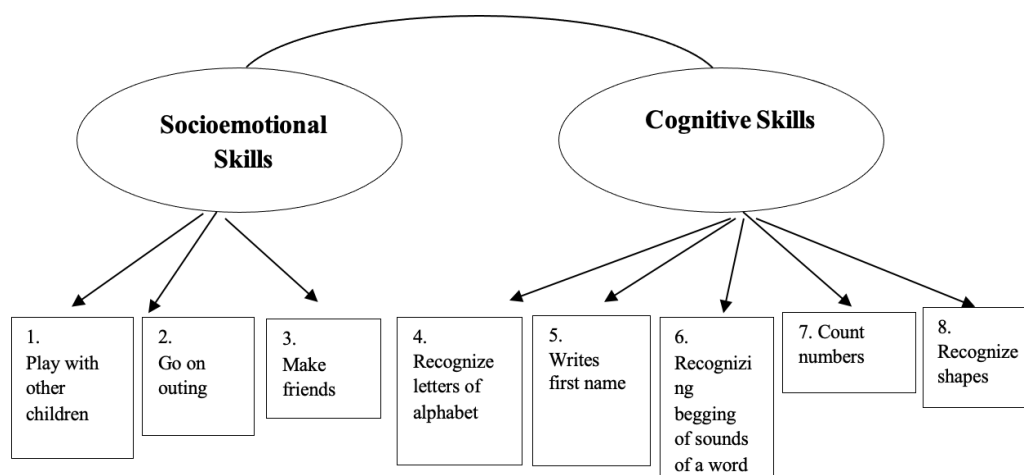 Socioemotional
Skills
Cognitive Skills
1.
Play with
other
children
2.
Go on
outing
3.
Make
friends
4.
Recognize
letters of
alphabet
5.
Writes
first name
6.
Recognizi
ng
begging
of sounds
of a word
7. Count
numbers
8.
Recognize
shapes